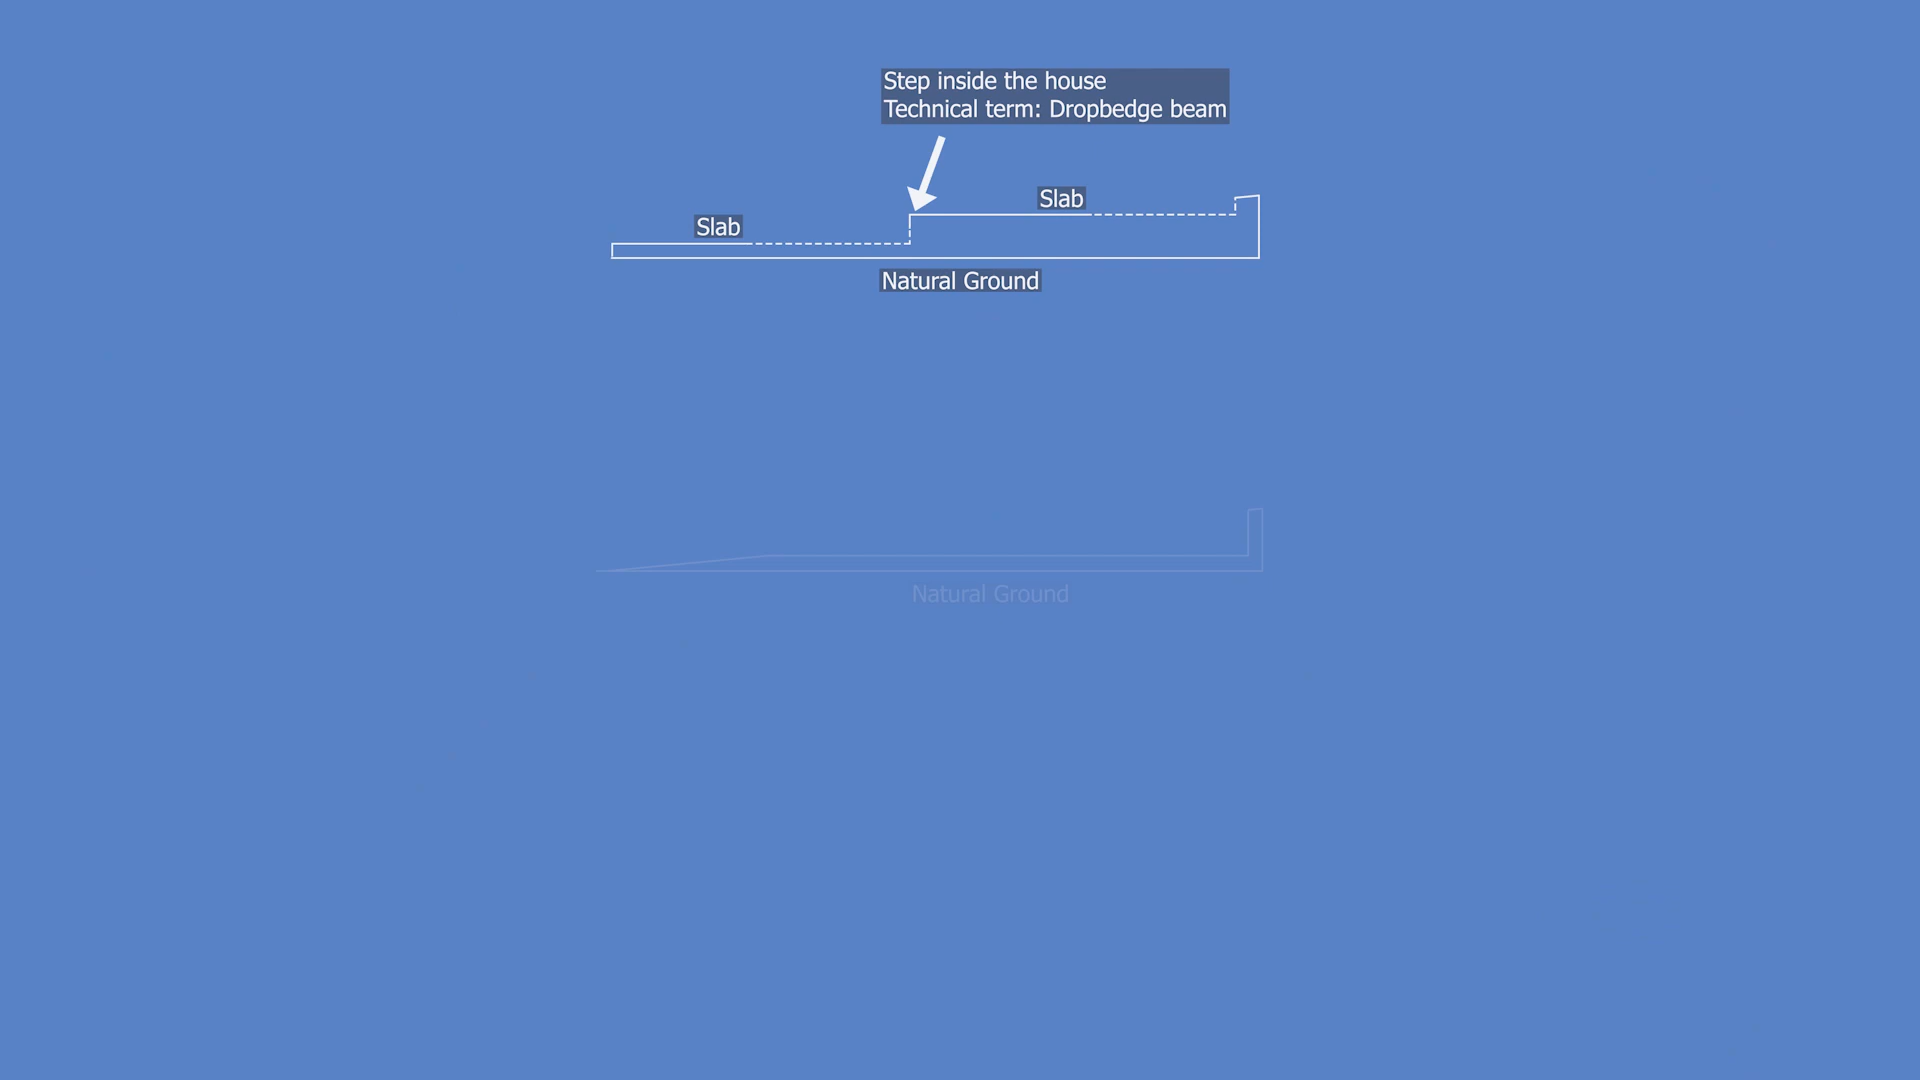 Step inside the house
Technical term: Dropbedge beam
Slab
Slab
Natural Ground
Natural Ground